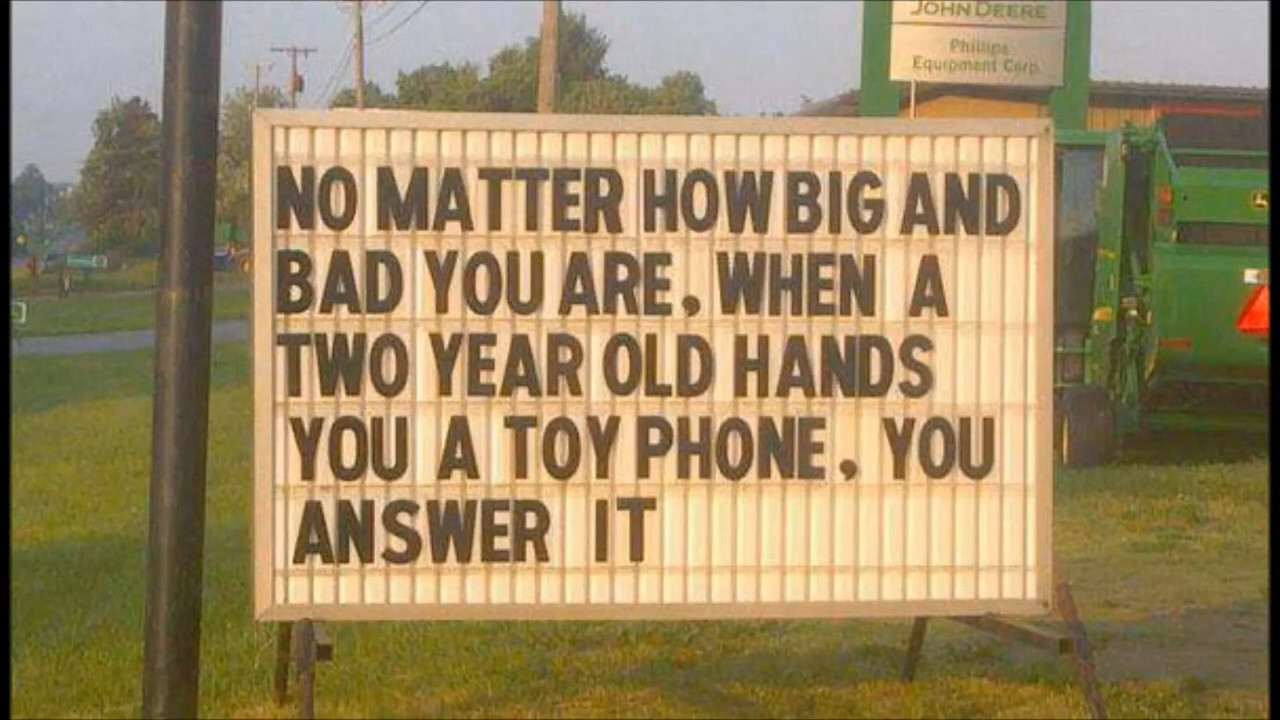 JOHN DEERE
Phillips
Equipment Corp.
NO MATTER HOW BIG AND
BAD YOU ARE, WHEN A
TWO YEAR OLD HANDS
YOU A TOY PHONE, YOU
ANSWER IT